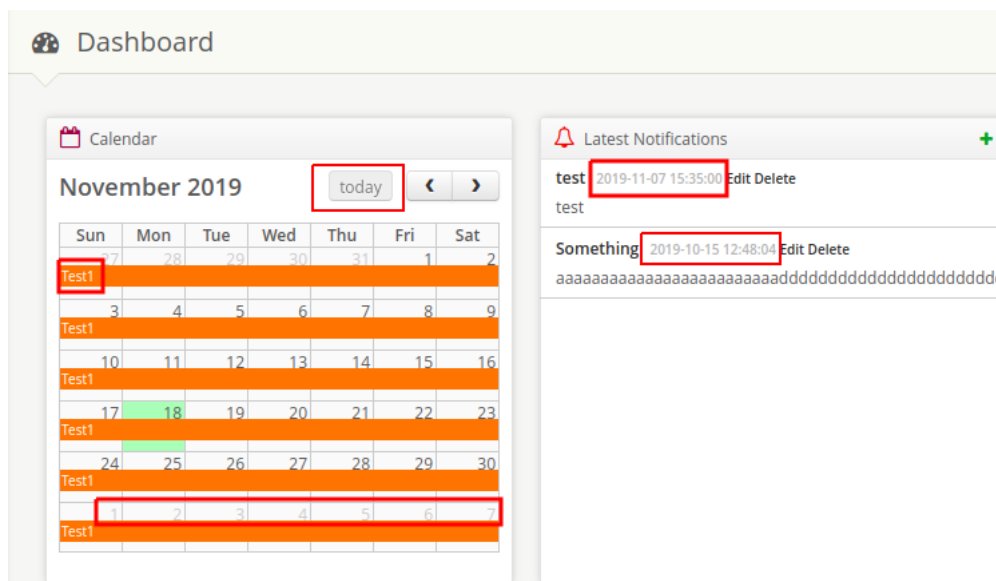 Dashboard
Calendar
November 2019 today
Sun Mon Tue Wed Thu Fri Sat
27 28 29 30 31 1 2
Test1
3 4 5 6 7 8 9
Test1
10 11 12 13 14 15 16
Test1
17 18 19 20 21 22 23
Test1
24 25 26 27 28 29 30
Test1
1 2 3 4 5 6 7
Test1
Latest Notifications
test 2019-11-07 15:35:00 Edit Delete
test
Something 2019-10-15 12:48:04 Edit Delete